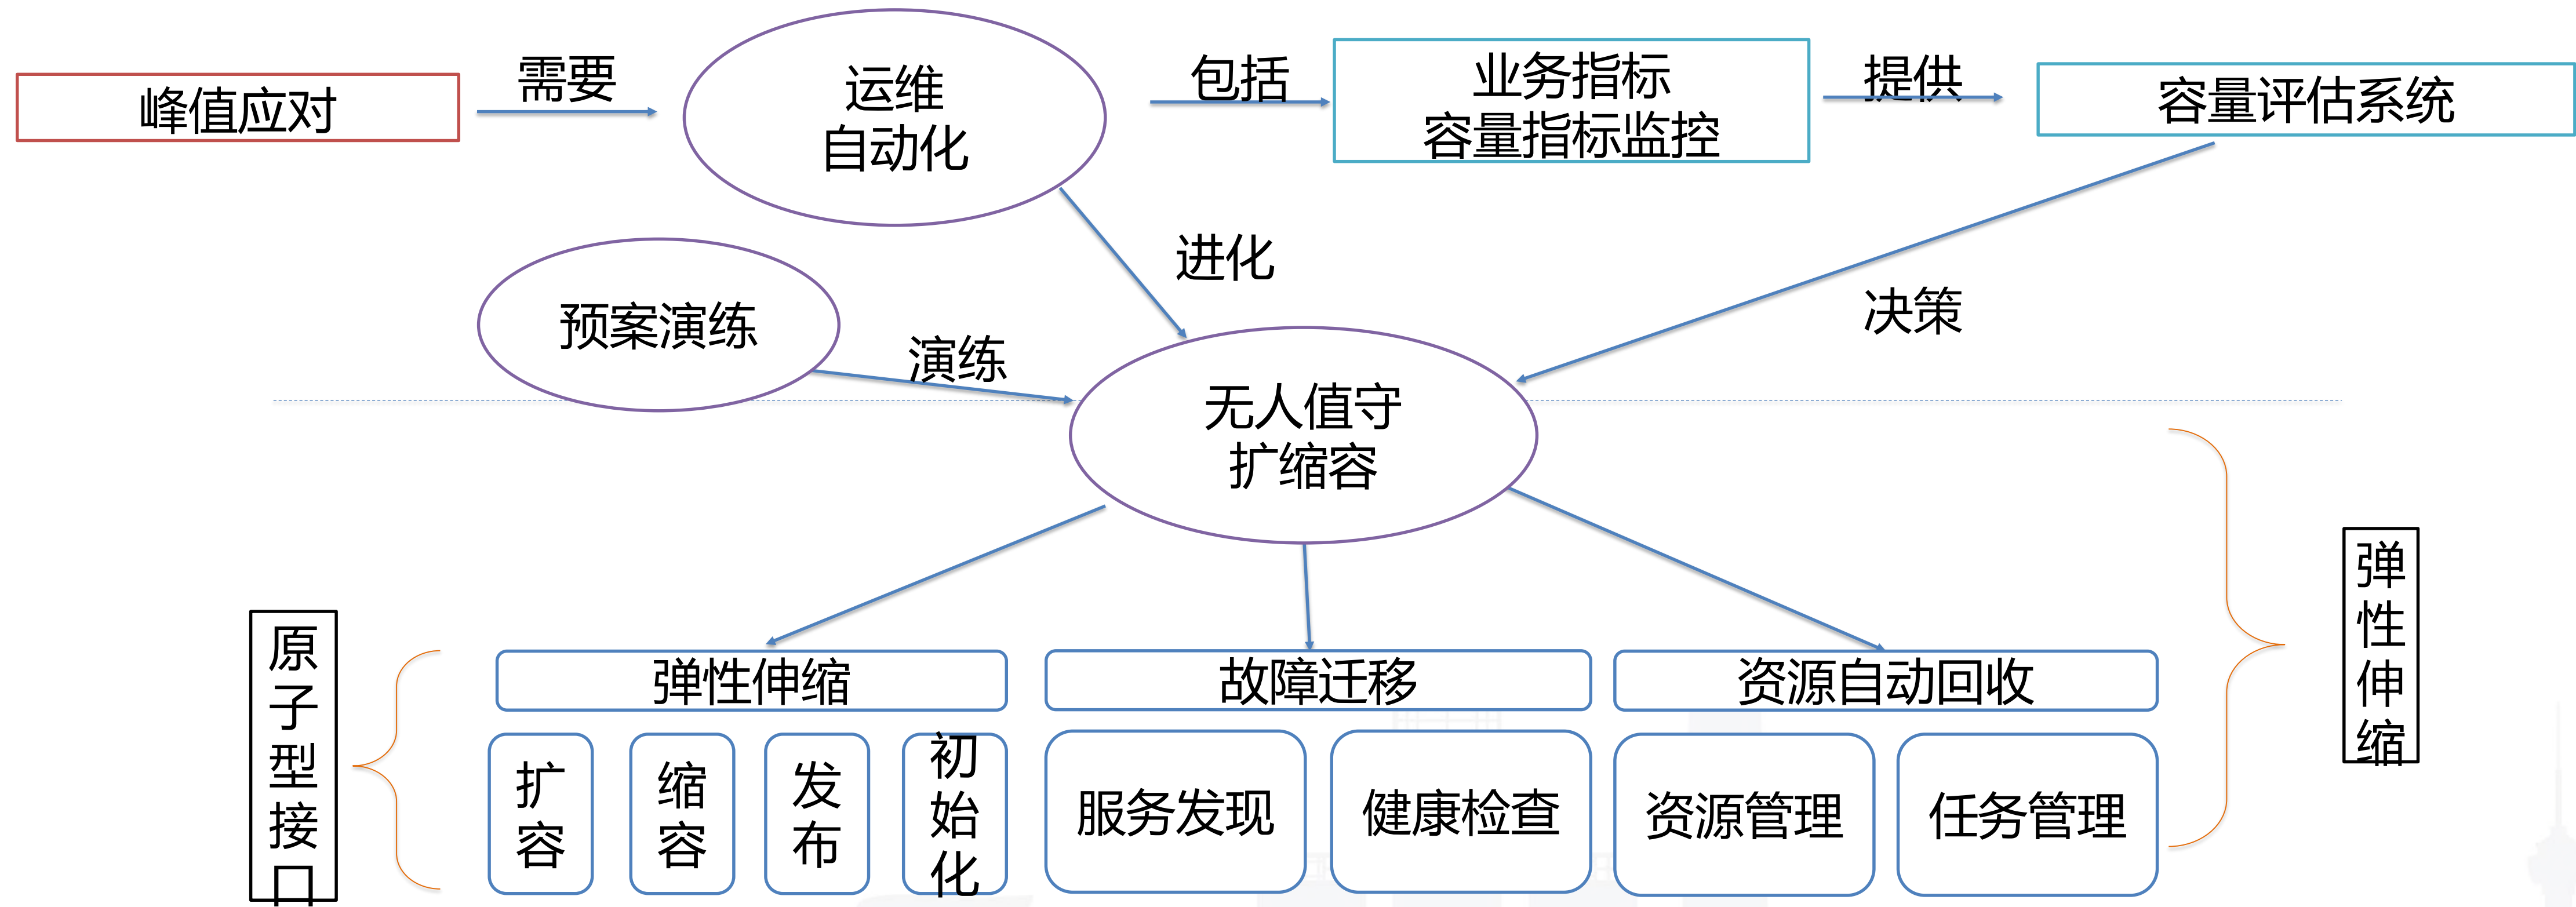 峰值应对
需要
运维
自动化
包括
业务指标
容量指标监控
提供
容量评估系统
进化
决策
预案演练
演练
无人值守
扩缩容
弹性伸缩
原子型接口
弹性伸缩
故障迁移
资源自动回收
扩容
缩容
发布
初始化
服务发现
健康检查
资源管理
任务管理